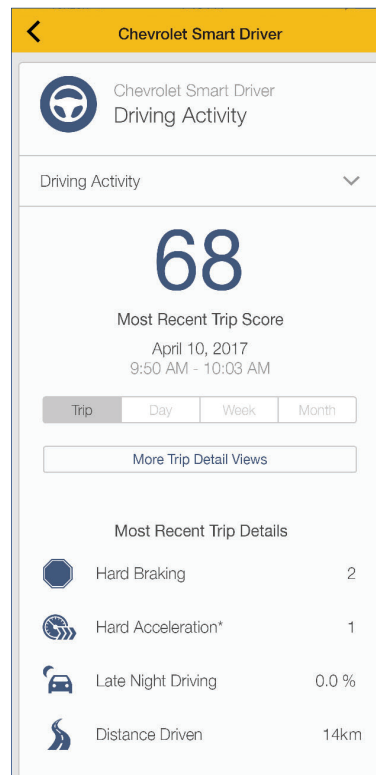 Chevrolet Smart Driver
Chevrolet Smart Driver
Driving Activity
Driving Activity
68
Most Recent Trip Score
April 10, 2017
9:50 AM - 10:03 AM
Trip Day Week Month
More Trip Detail Views
Most Recent Trip Details
Hard Braking 2
Hard Acceleration* 1
Late Night Driving 0.0 %
Distance Driven 14km